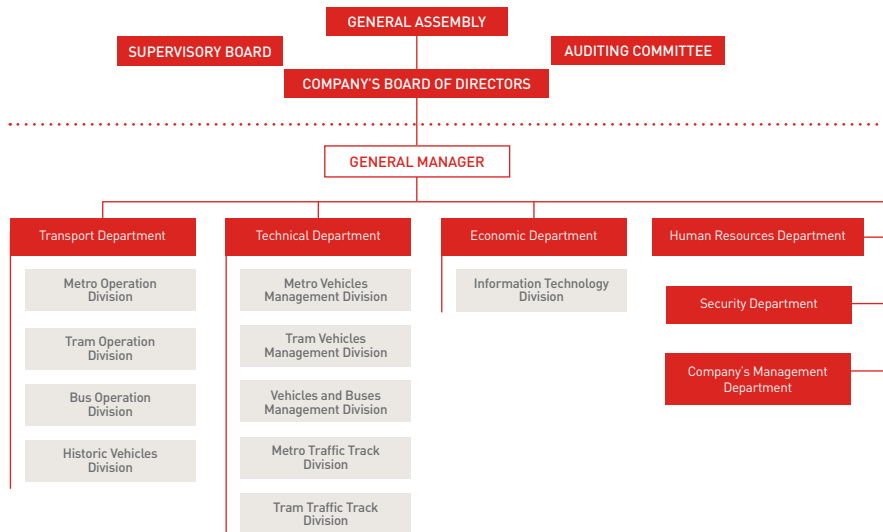 GENERAL ASSEMBLY
SUPERVISORY BOARD
AUDITING COMMITTEE
COMPANY'S BOARD OF DIRECTORS
GENERAL MANAGER
Transport Department
Metro Operation
Division
Tram Operation
Division
Bus Operation
Division
Historic Vehicles
Division
Technical Department
Metro Vehicles
Management Division
Tram Vehicles
Management Division
Vehicles and Buses
Management Division
Metro Traffic Track
Division
Tram Traffic Track
Division
Economic Department
Information Technology
Division
Human Resources Department
Security Department
Company's Management
Department